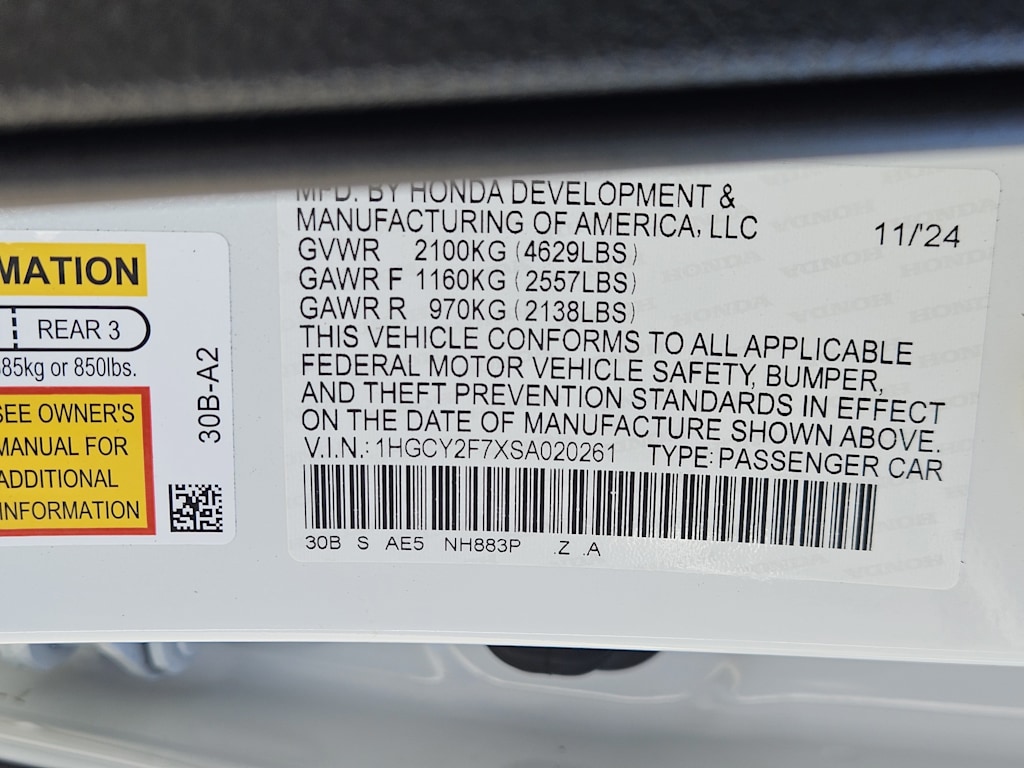 MATION
REAR 3
385kg or 850lbs.
SEE OWNER'S
MANUAL FOR
ADDITIONAL
INFORMATION
30B-A2
MFD. BY HONDA DEVELOPMENT &
MANUFACTURING OF AMERICA, LLC
11/'24
GVWR 2100KG (4629LBS)
GAWR F 1160KG (2557LBS)
GAWR R 970KG (2138LBS)
THIS VEHICLE CONFORMS TO ALL APPLICABLE
FEDERAL MOTOR VEHICLE SAFETY, BUMPER,
AND THEFT PREVENTION STANDARDS IN EFFECT
ON THE DATE OF MANUFACTURE SHOWN ABOVE.
V.I.N.: 1HGCY2F7XSA020261 TYPE: PASSENGER CAR
30B S AE5 NH883P .Z .A